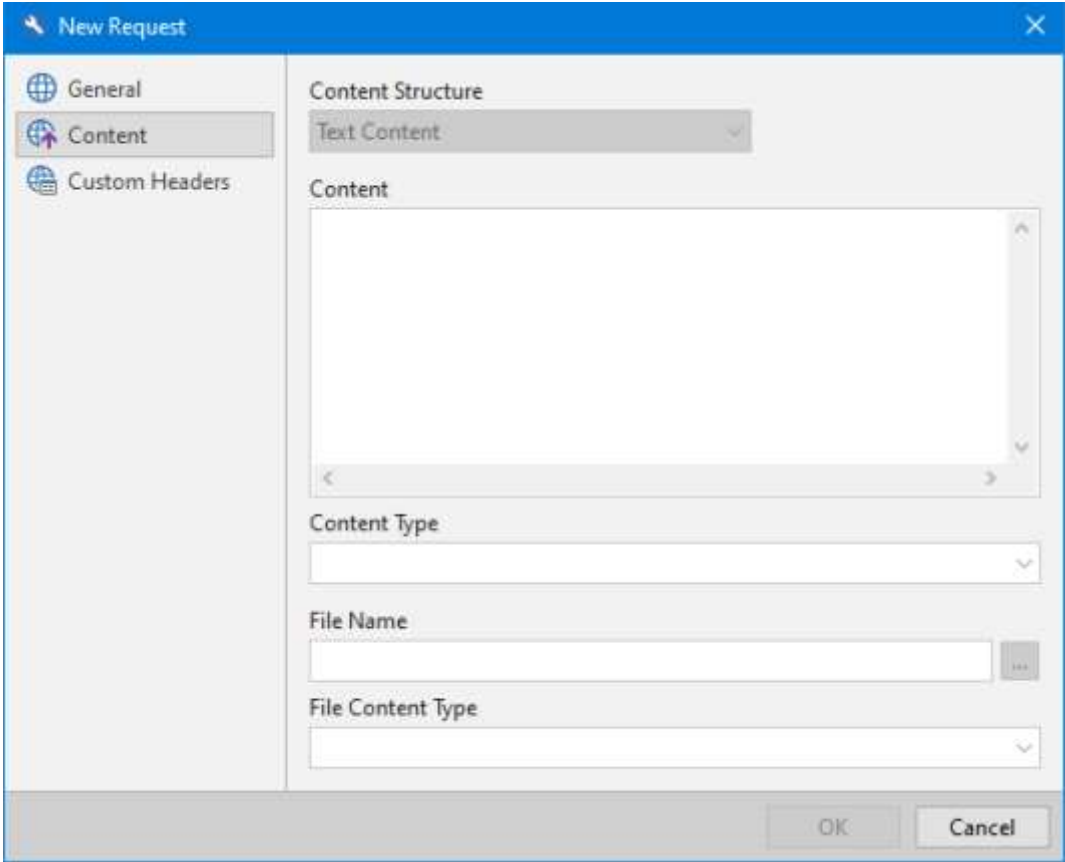 New Request
General
Content
Custom Headers
Content Structure
Text Content
Content
Content Type
File Name
...
File Content Type
OK
Cancel